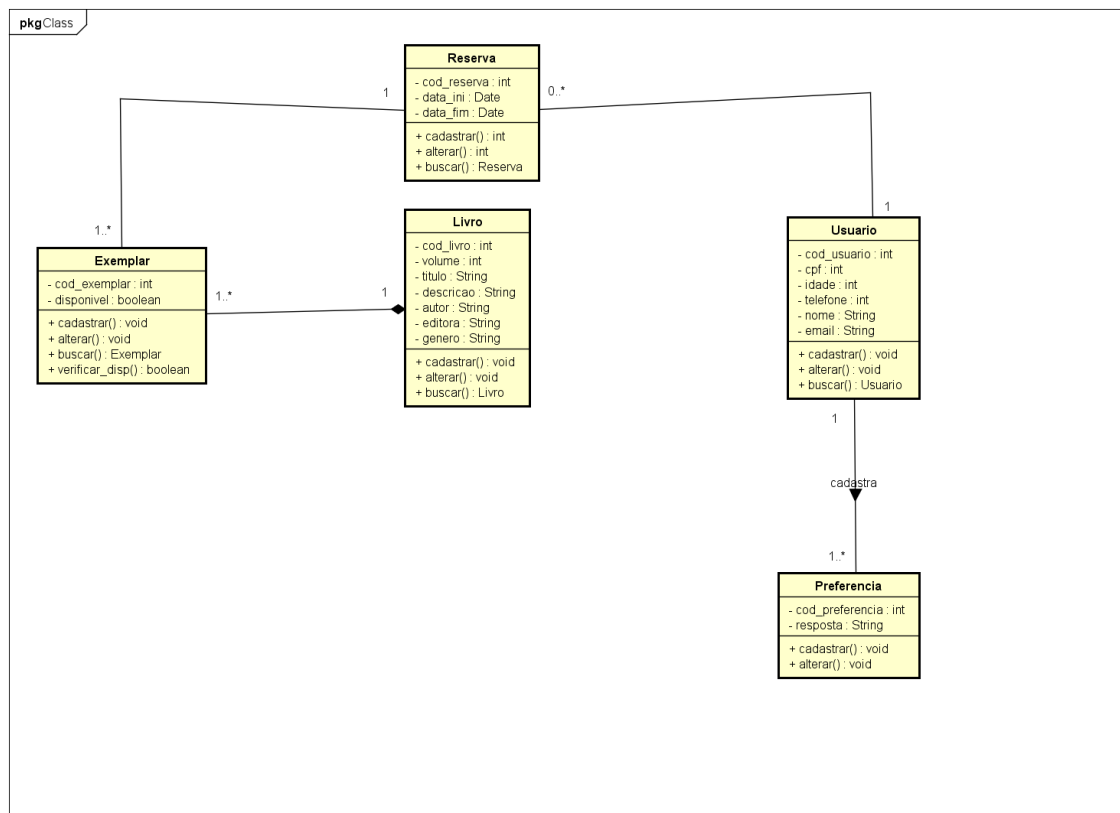 pkgClass
Reserva
- cod_reserva : int
- data_ini : Date
- data_fim : Date
+ cadastrar() : int
+ alterar() : int
+ buscar() : Reserva
1
0..*
1..*
1
Exemplar
- cod_exemplar : int
- disponivel : boolean
+ cadastrar() : void
+ alterar() : void
+ buscar() : Exemplar
+ verificar_disp() : boolean
1..*
1
Livro
- cod_livro : int
- volume : int
- titulo : String
- descricao : String
- autor : String
- editora : String
- genero : String
+ cadastrar() : void
+ alterar() : void
+ buscar() : Livro
Usuario
- cod_usuario : int
- cpf : int
- idade : int
- telefone : int
- nome : String
- email : String
+ cadastrar() : void
+ alterar() : void
+ buscar() : Usuario
1
cadastra
1..*
Preferencia
- cod_preferencia : int
- resposta : String
+ cadastrar() : void
+ alterar() : void